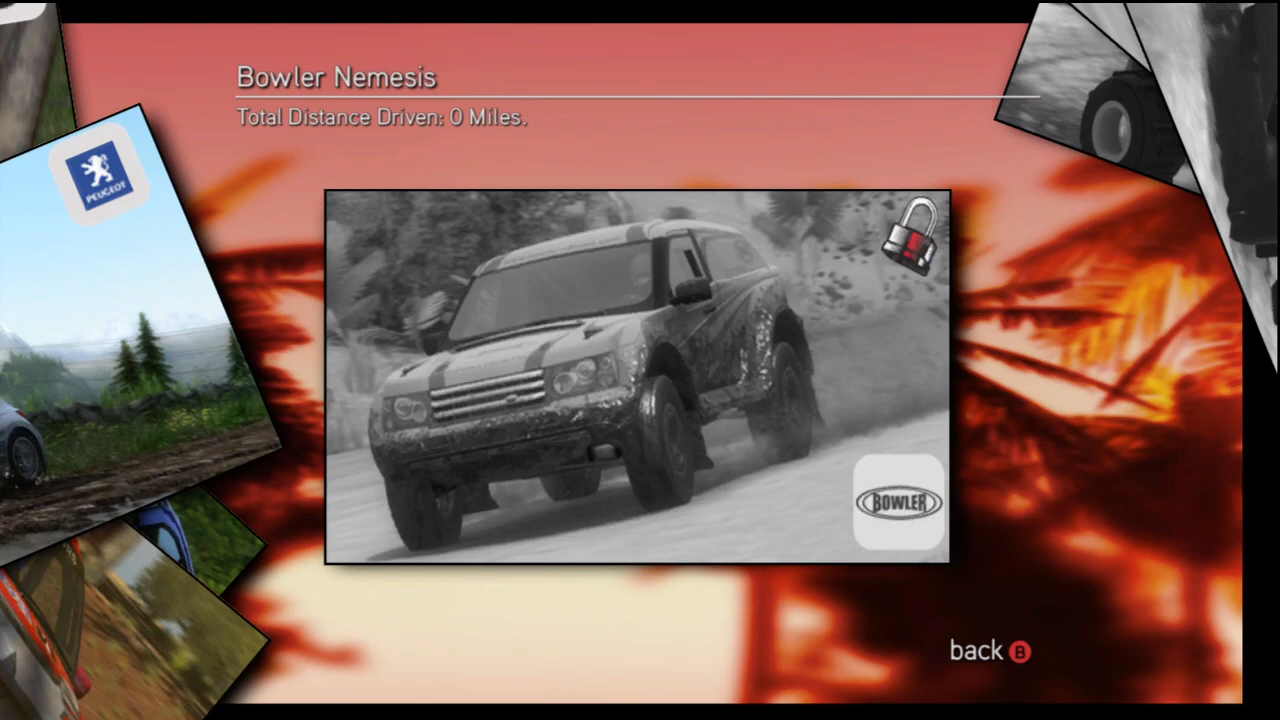 Bowler Nemesis
Total Distance Driven: 0 Miles.
PEUGEOT
BOWLER
back B